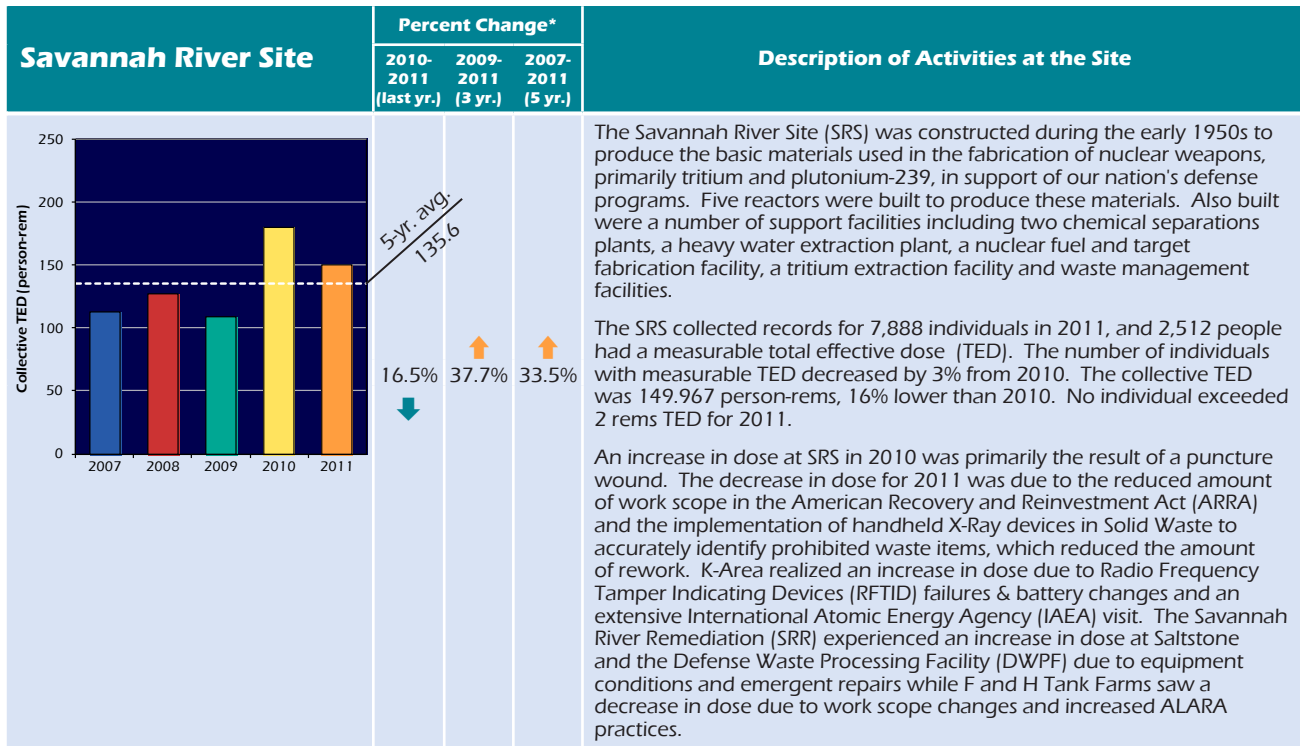 Savannah River Site
Percent Change*
2010-
2011
(last yr.)
2009-
2011
(3 yr.)
2007-
2011
(5 yr.)
Description of Activities at the Site
Collective TED (person-rem)
250
200
150
100
50
0
2007 2008 2009 2010 2011
5-yr. avg.
135.6
16.5% 37.7% 33.5%
The Savannah River Site (SRS) was constructed during the early 1950s to
produce the basic materials used in the fabrication of nuclear weapons,
primarily tritium and plutonium-239, in support of our nation's defense
programs. Five reactors were built to produce these materials. Also built
were a number of support facilities including two chemical separations
plants, a heavy water extraction plant, a nuclear fuel and target
fabrication facility, a tritium extraction facility and waste management
facilities.
The SRS collected records for 7,888 individuals in 2011, and 2,512 people
had a measurable total effective dose (TED). The number of individuals
with measurable TED decreased by 3% from 2010. The collective TED
was 149.967 person-rems, 16% lower than 2010. No individual exceeded
2 rems TED for 2011.
An increase in dose at SRS in 2010 was primarily the result of a puncture
wound. The decrease in dose for 2011 was due to the reduced amount
of work scope in the American Recovery and Reinvestment Act (ARRA)
and the implementation of handheld X-Ray devices in Solid Waste to
accurately identify prohibited waste items, which reduced the amount
of rework. K-Area realized an increase in dose due to Radio Frequency
Tamper Indicating Devices (RFTID) failures & battery changes and an
extensive International Atomic Energy Agency (IAEA) visit. The Savannah
River Remediation (SRR) experienced an increase in dose at Saltstone
and the Defense Waste Processing Facility (DWPF) due to equipment
conditions and emergent repairs while F and H Tank Farms saw a
decrease in dose due to work scope changes and increased ALARA
practices.